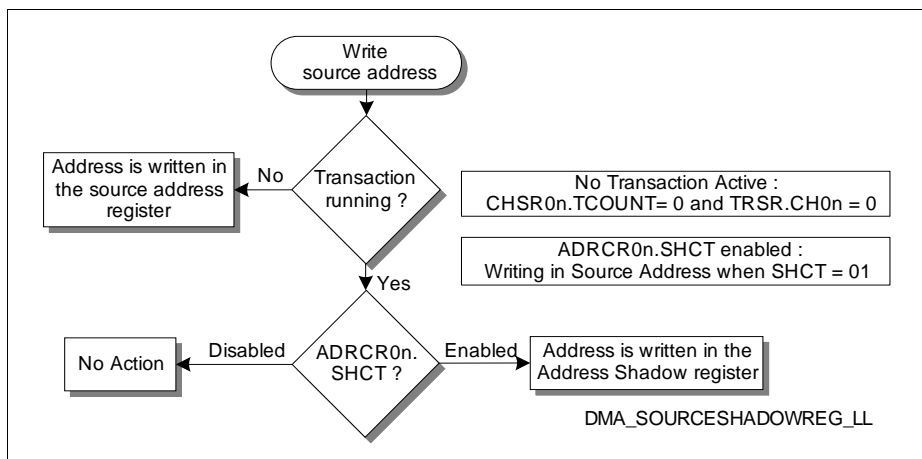 Write
source address
Address is written in
the source address
register
No
Transaction
running ?
No Transaction Active :
CHSR0n.TCOUNT= 0 and TRSR.CH0n = 0
ADRCR0n.SHCT enabled :
Writing in Source Address when SHCT = 01
Yes
No Action
Disabled
ADRCR0n.
SHCT ?
Enabled
Address is written in the
Address Shadow register
DMA_SOURCESHADOWREG_LL